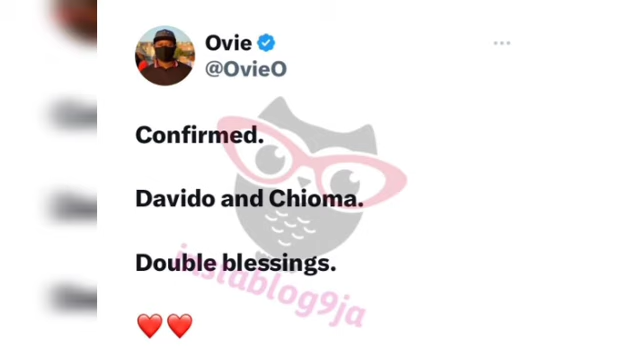 Ovie
@OvieO
Confirmed.
Davido and Chioma.
Double blessings.
❤️❤️
instablog9ja